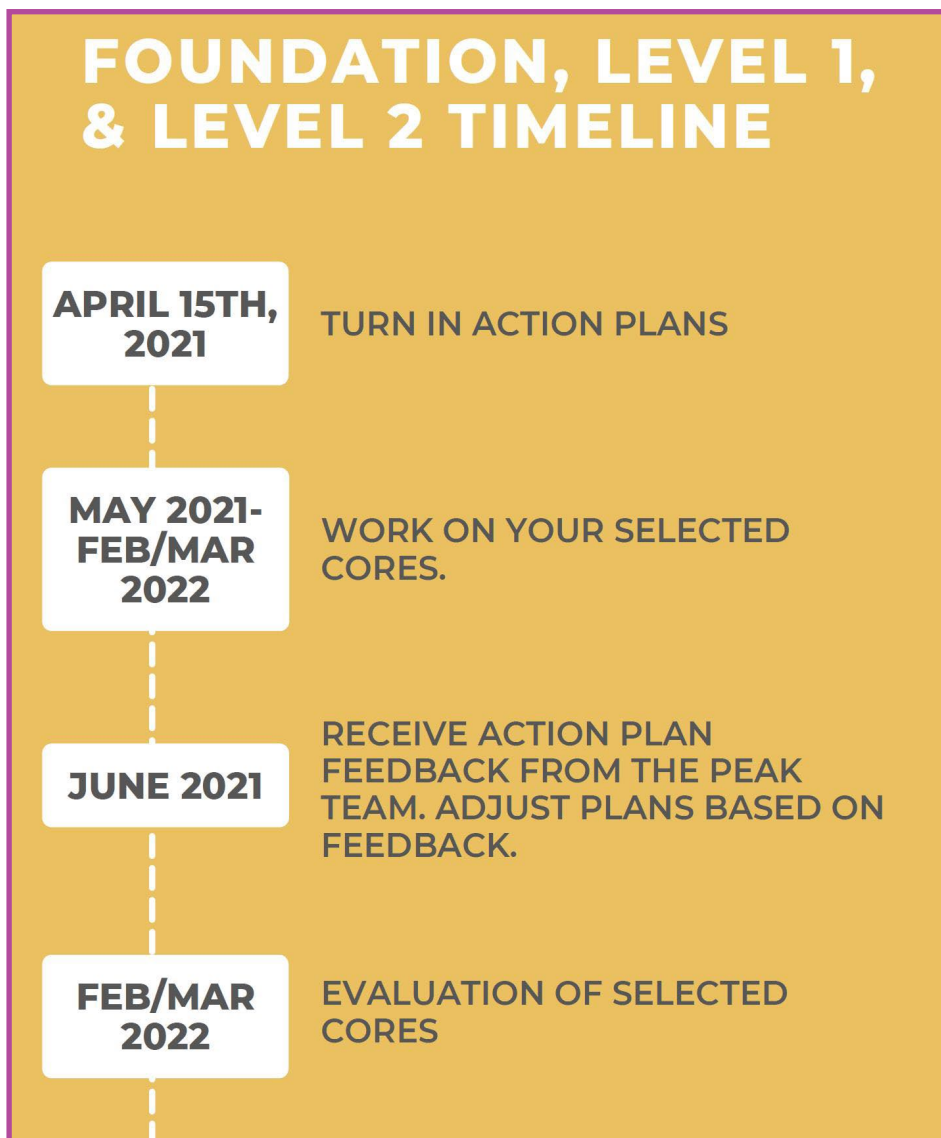 FOUNDATION, LEVEL 1,
& LEVEL 2 TIMELINE
APRIL 15TH,
2021
TURN IN ACTION PLANS
MAY 2021-
FEB/MAR
2022
WORK ON YOUR SELECTED
CORES.
JUNE 2021
RECEIVE ACTION PLAN
FEEDBACK FROM THE PEAK
TEAM. ADJUST PLANS BASED ON
FEEDBACK.
FEB/MAR
2022
EVALUATION OF SELECTED
CORES